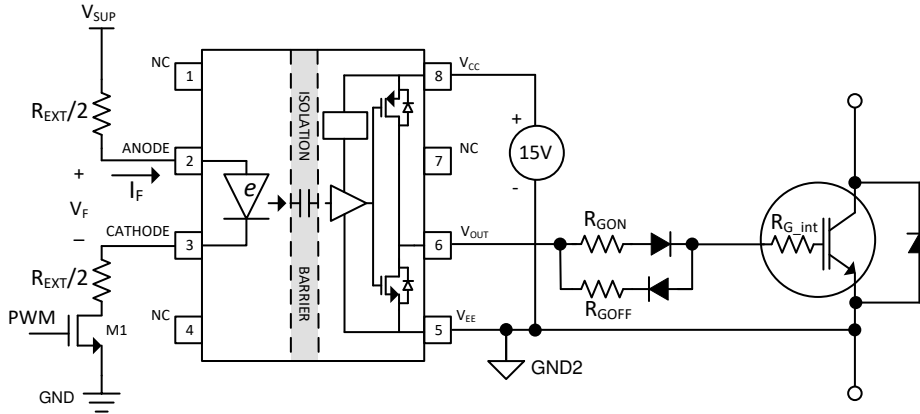 VSUP
NC
1
REXT/2
ANODE
2
+
IF
VF
e
−
CATHODE
3
REXT/2
PWM
M1
NC
4
GND
ISOLATION
BARRIER
8
VCC
+
15V
-
7
NC
6
VOUT
RGON
RGOFF
RG_int
5
VEE
GND2